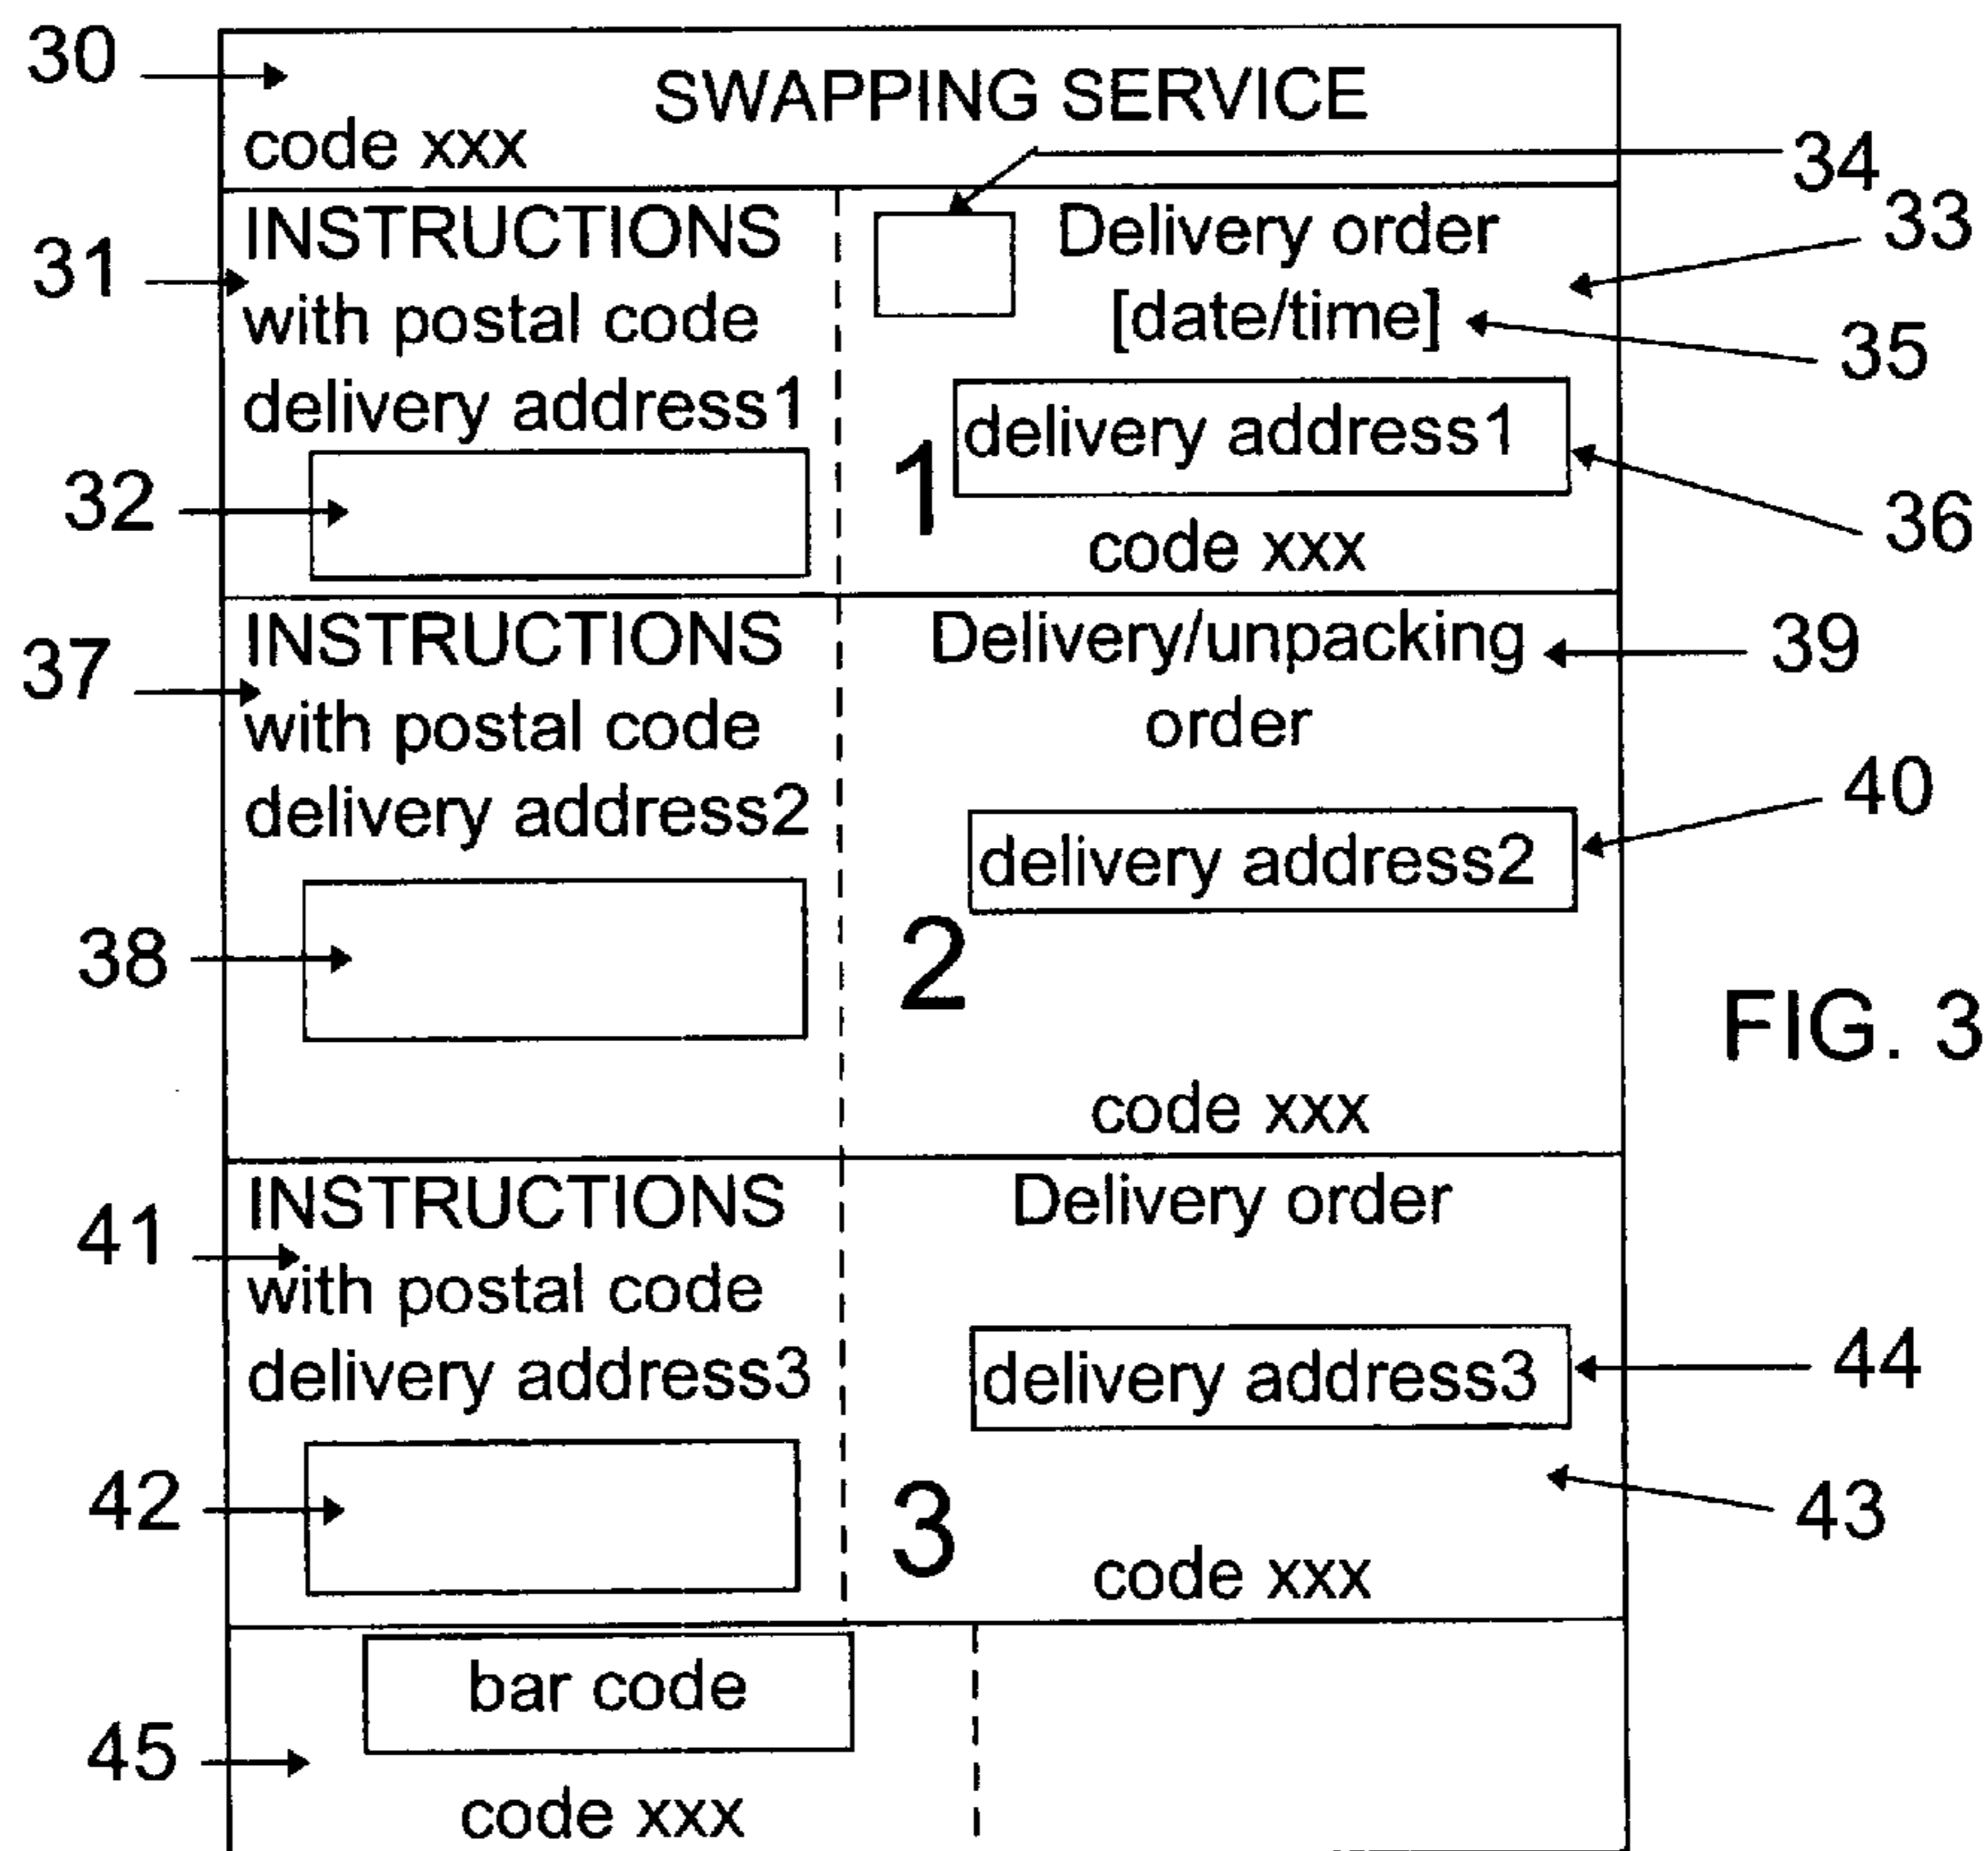 30
SWAPPING SERVICE
code xxx
34
31
INSTRUCTIONS
with postal code
delivery address1
32
Delivery order
[date/time]
33
35
1
delivery address1
36
code xxx
37
INSTRUCTIONS
with postal code
delivery address2
38
Delivery/unpacking
order
39
delivery address2
40
2
code xxx
FIG. 3
41
INSTRUCTIONS
with postal code
delivery address3
42
Delivery order
delivery address3
44
3
43
code xxx
bar code
45
code xxx